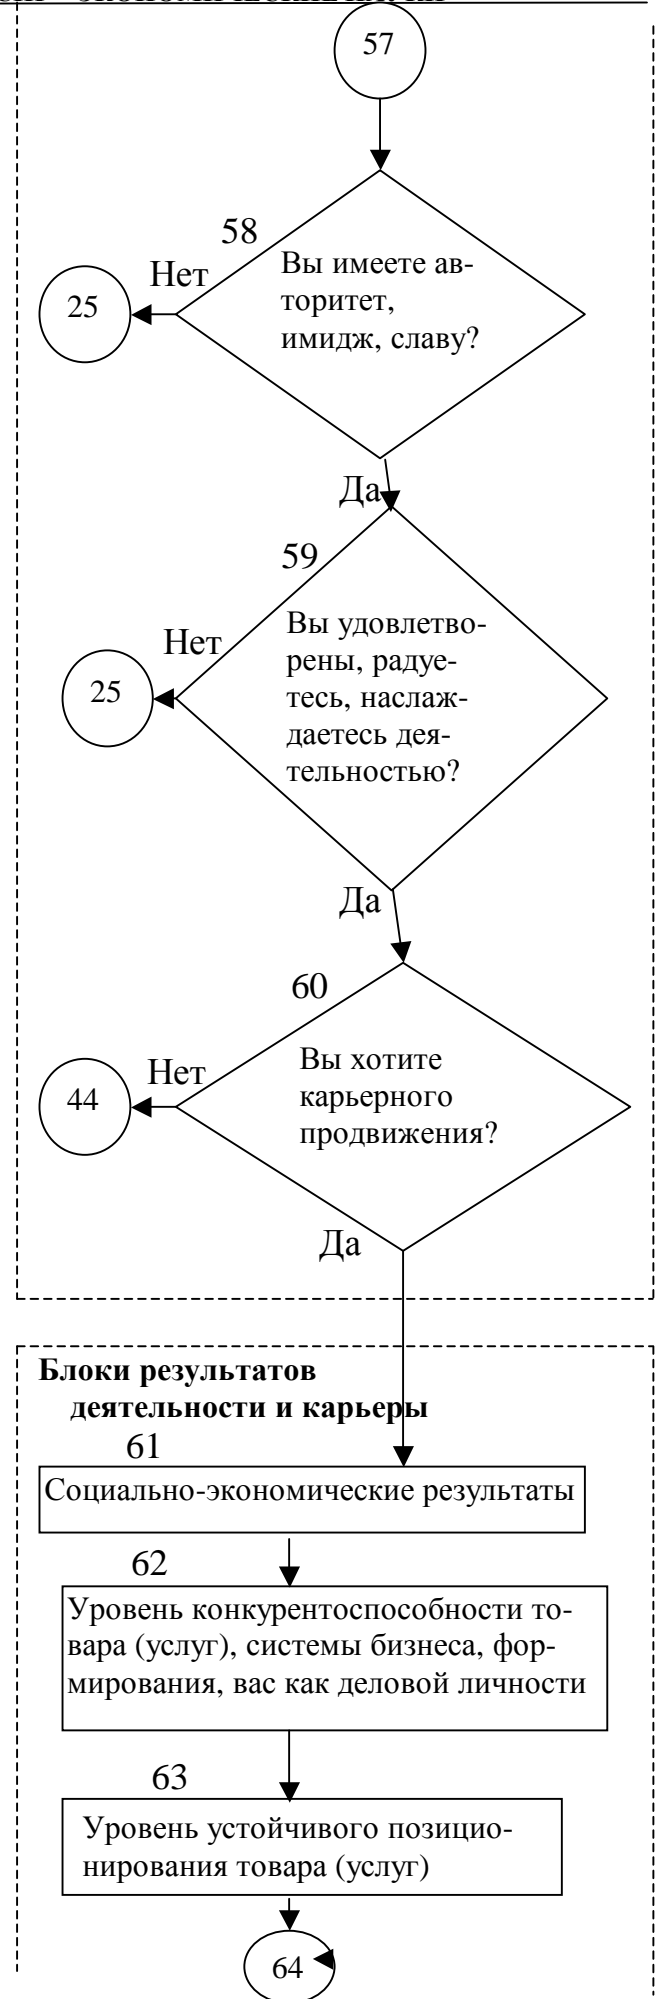 57
58
Вы имеете ав-
Нет
25
торитет,
имидж, славу?
Да
59
Вы удовлетво-
Нет
рены, радуе-
25
тесь, наслаж-
даетесь дея-
тельностью?
Да
60
Вы хотите
Нет
44
карьерного
продвижения?
Да
Блоки результатов
деятельности и карьеры
61
Социально-экономические результаты
62
Уровень конкурентоспособности то-
вара (услуг), системы бизнеса, фор-
мирования, вас как деловой личности
63
Уровень устойчивого позицио-
нирования товара (услуг)
64